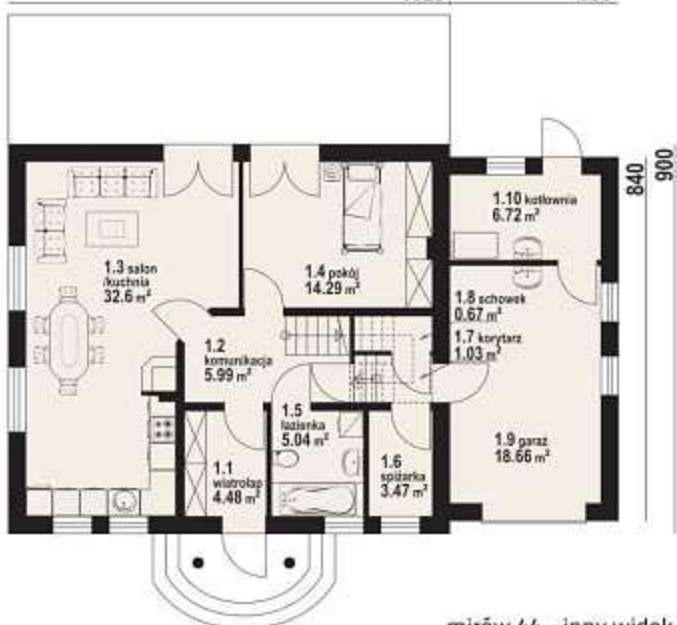 1.10 kotłownia
6.72 m²
840
900
1.3 salon
/kuchnia
32.6 m²
1.4 pokój
14.29 m²
1.8 schowek
0.67 m²
1.7 korytarz
1.03 m²
1.2
komunikacja
5.99 m²
1.5
łazienka
5.04 m²
1.9 garaż
18.66 m²
1.1
wiatrołap
4.48 m²
1.6
spiżarka
3.47 m²